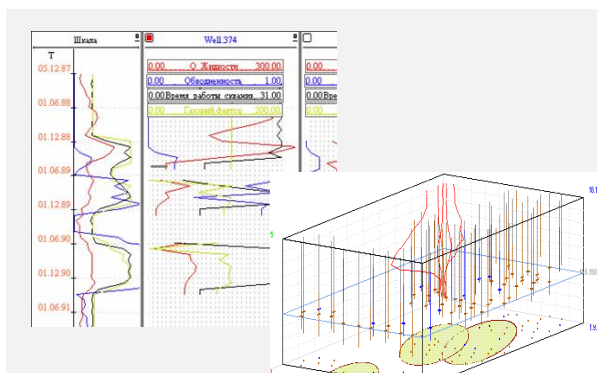 Шкала
Well:374
T
0.00 Q Жидкости 300.00
0.00 Обводненность 1.00
0.00 Время работы скважин 31.00
0.00 Газовый фактор 200.00
0.00
0.00
0.00Вре
0.00
05.12.87
01.06.88
01.12.88
01.06.89
01.12.89
01.06.90
01.12.90
01.06.91